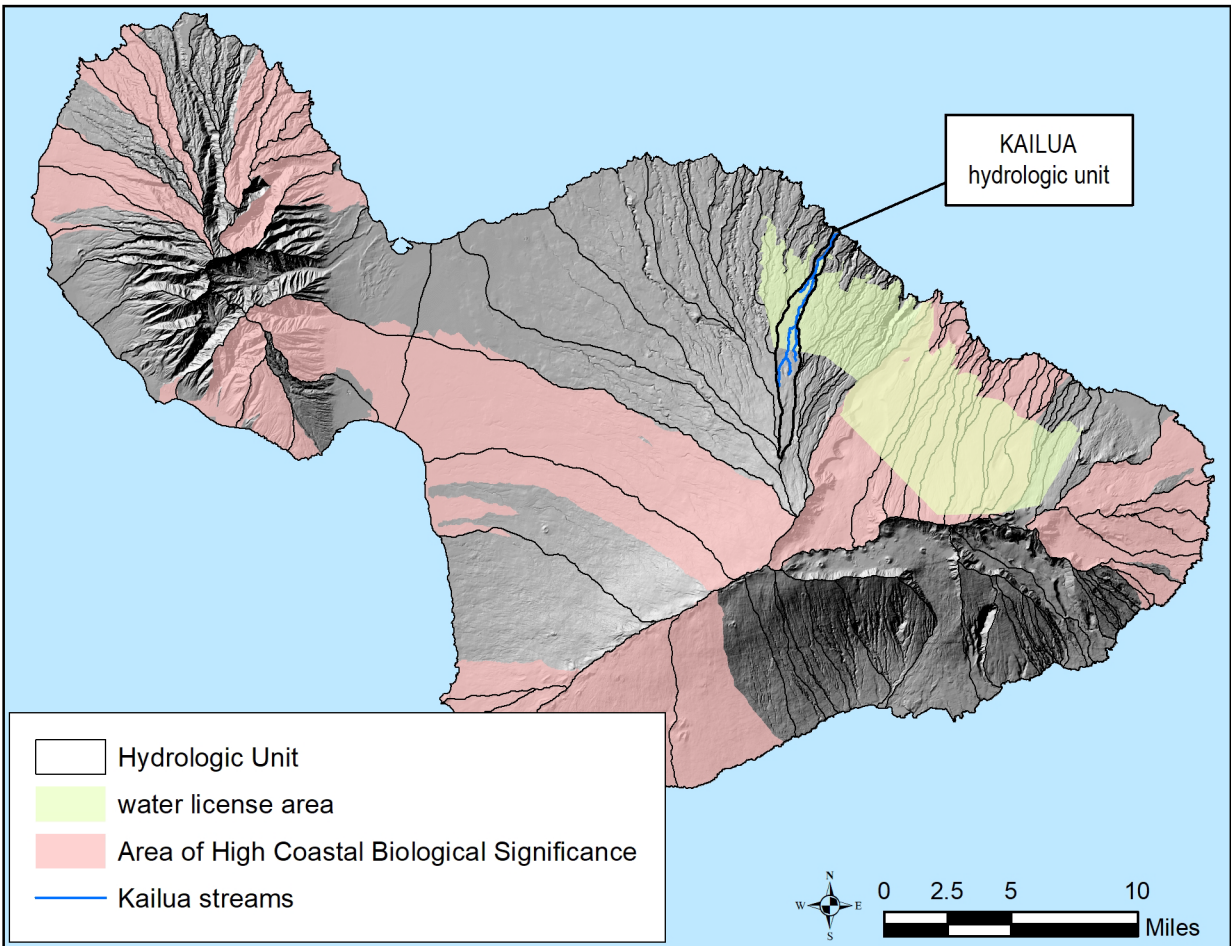 KAILUA
hydrologic unit
Hydrologic Unit
water license area
Area of High Coastal Biological Significance
Kailua streams
N
W E
S
0 2.5 5 10
Miles